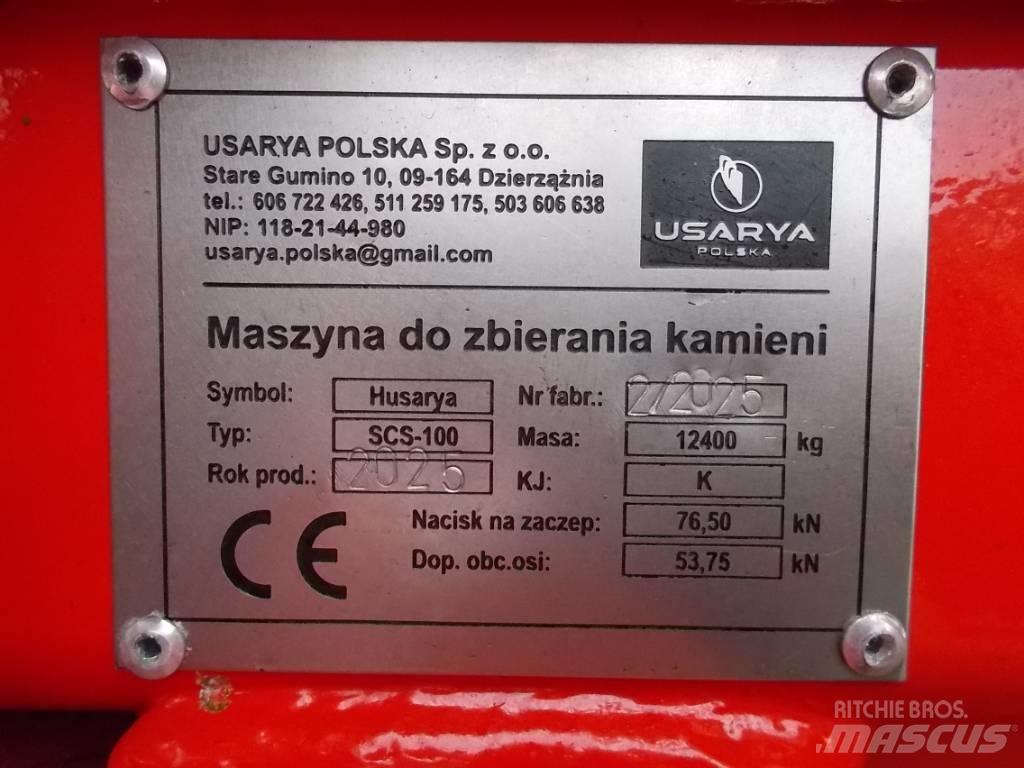 USARYA POLSKA Sp. z o.o.
Stare Gumino 10, 09-164 Dzierzążnia
tel.: 606 722 426, 511 259 175, 503 606 638
NIP: 118-21-44-980
usarya.polska@gmail.com
USARYA
POLSKA
Maszyna do zbierania kamieni
Symbol: Husarya Nr fabr.: 2/2025
Typ: SCS-100 Masa: 12400 kg
Rok prod.: 2025 KJ: K
Nacisk na zaczep: 76,50 kN
Dop. obc.osi: 53,75 kN
CE
RITCHIE BROS.
MASCUS